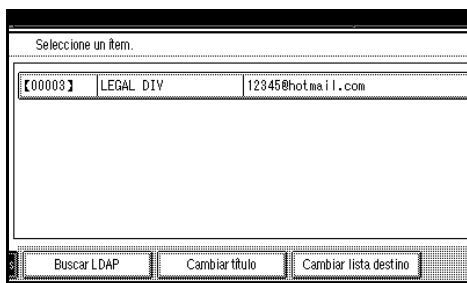 Seleccione un ítem.
【00003】 LEGAL DIV 12345@hotmail.com
Buscar LDAP Cambiar título Cambiar lista destino